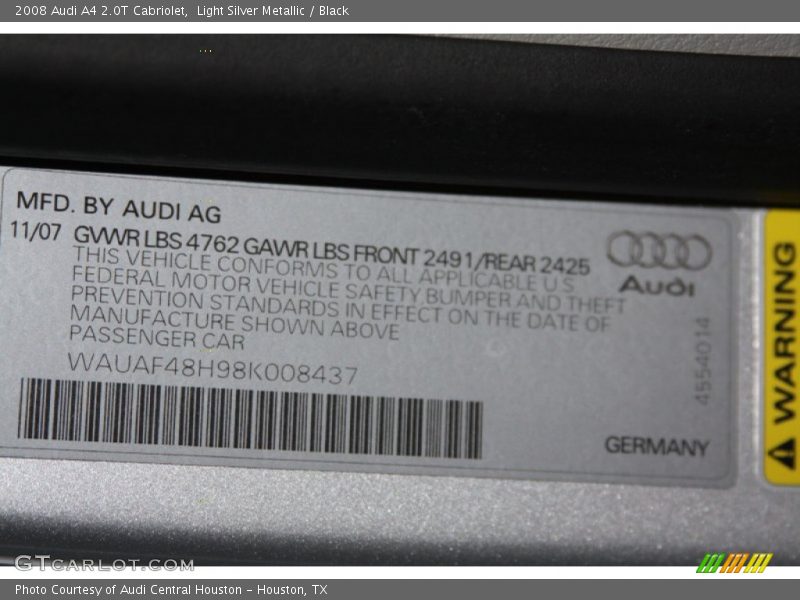 2008 Audi A4 2.0T Cabriolet, Light Silver Metallic / Black
MFD. BY AUDI AG
11/07 GVWR LBS 4762 GAWR LBS FRONT 2491/REAR 2425
THIS VEHICLE CONFORMS TO ALL APPLICABLE U S
FEDERAL MOTOR VEHICLE SAFETY BUMPER AND THEFT
PREVENTION STANDARDS IN EFFECT ON THE DATE OF
MANUFACTURE SHOWN ABOVE
PASSENGER CAR
WAUAF48H98K008437
Audi
4554014
GERMANY
WARNING
GTcarlot.com
Photo Courtesy of Audi Central Houston - Houston, TX